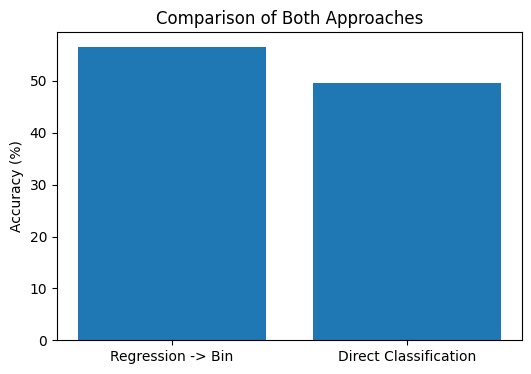 Comparison of Both Approaches
Accuracy (%)
50
40
30
20
10
0
Regression -> Bin
Direct Classification